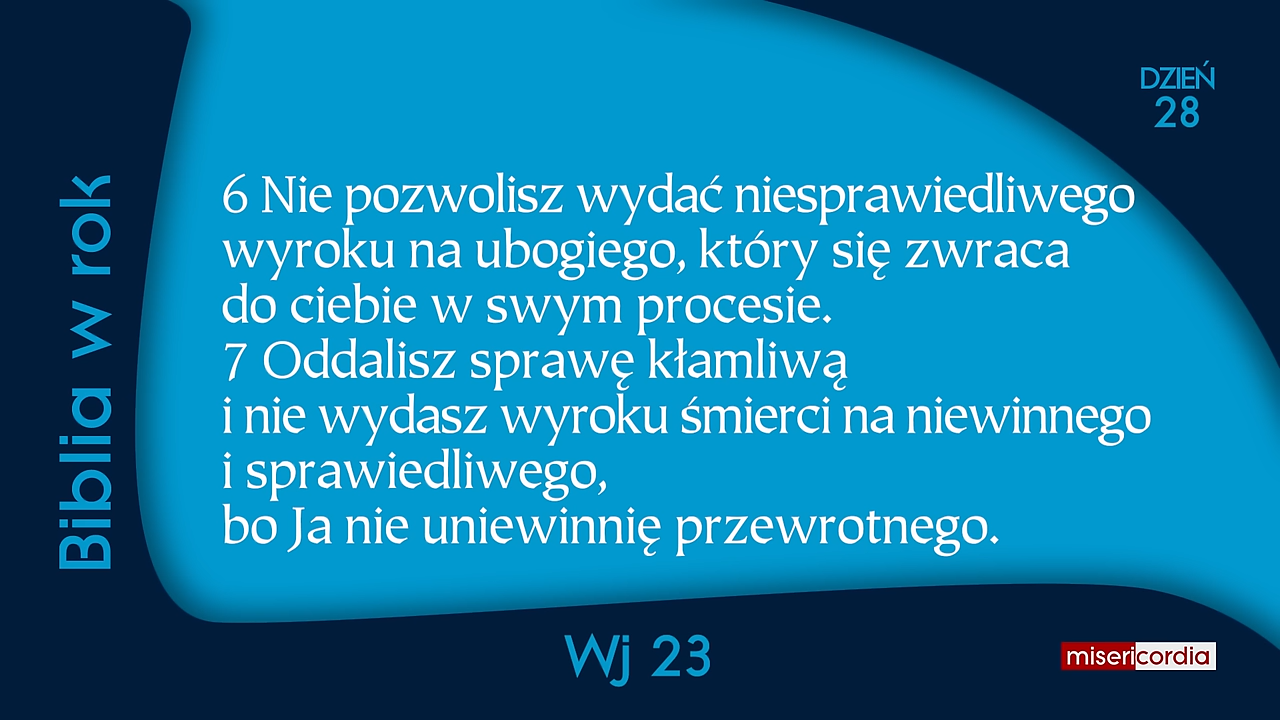 DZIEŃ
28
Biblia w rok
6 Nie pozwolisz wydać niesprawiedliwego
wyroku na ubogiego, który się zwraca
do ciebie w swym procesie.
7 Oddalisz sprawę kłamliwą
i nie wydasz wyroku śmierci na niewinnego
i sprawiedliwego,
bo Ja nie uniewinnię przewrotnego.
Wj 23
misericordia